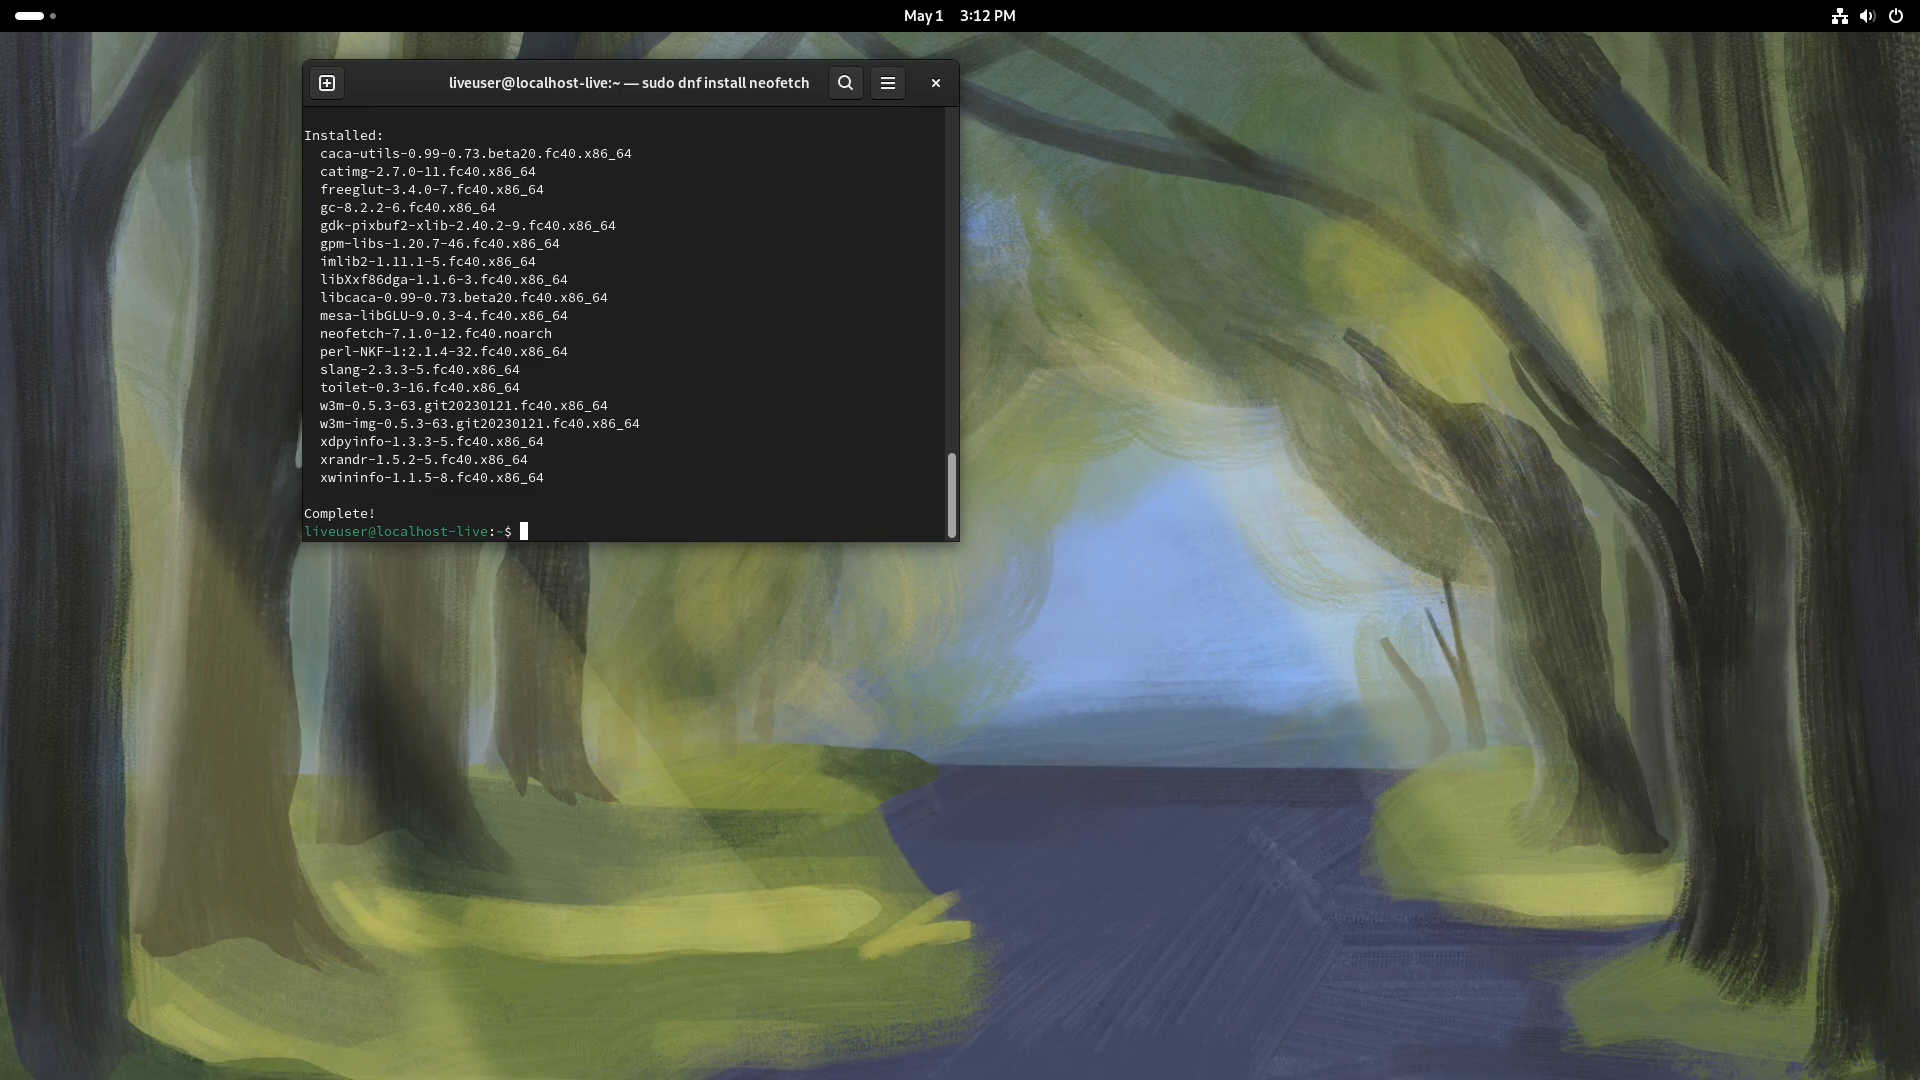 May 1 3:12 PM
liveuser@localhost-live:~ — sudo dnf install neofetch
Installed:
caca-utils-0.99-0.73.beta20.fc40.x86_64
catimg-2.7.0-11.fc40.x86_64
freeglut-3.4.0-7.fc40.x86_64
gc-8.2.2-6.fc40.x86_64
gdk-pixbuf2-xlib-2.40.2-9.fc40.x86_64
gpm-libs-1.20.7-46.fc40.x86_64
imlib2-1.11.1-5.fc40.x86_64
libXxf86dga-1.1.6-3.fc40.x86_64
libcaca-0.99-0.73.beta20.fc40.x86_64
mesa-libGLU-9.0.3-4.fc40.x86_64
neofetch-7.1.0-12.fc40.noarch
perl-NKF-1:2.1.4-32.fc40.x86_64
slang-2.3.3-5.fc40.x86_64
toilet-0.3-16.fc40.x86_64
w3m-0.5.3-63.git20230121.fc40.x86_64
w3m-img-0.5.3-63.git20230121.fc40.x86_64
xdpyinfo-1.3.3-5.fc40.x86_64
xrandr-1.5.2-5.fc40.x86_64
xwininfo-1.1.5-8.fc40.x86_64
Complete!
liveuser@localhost-live:~$